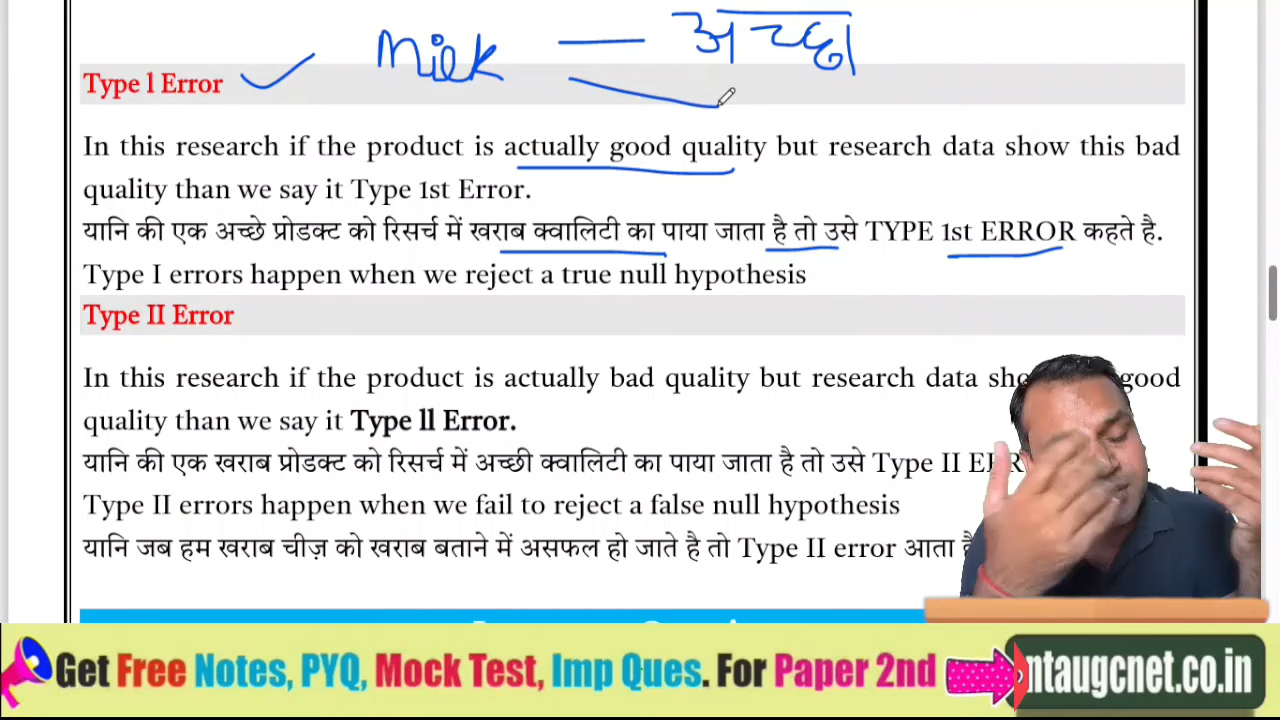 Milk — अच्छा
Type l Error
In this research if the product is actually good quality but research data show this bad
quality than we say it Type 1st Error.
यानि की एक अच्छे प्रोडक्ट को रिसर्च में खराब क्वालिटी का पाया जाता है तो उसे TYPE 1st ERROR कहते है.
Type I errors happen when we reject a true null hypothesis
Type II Error
In this research if the product is actually bad quality but research data good
quality than we say it Type ll Error.
यानि की एक खराब प्रोडक्ट को रिसर्च में अच्छी क्वालिटी का पाया जाता है तो उसे Type II
Type II errors happen when we fail to reject a false null hypothesis
यानि जब हम खराब चीज़ को खराब बताने में असफल हो जाते है तो Type II error आता
Get Free Notes, PYQ, Mock Test, Imp Ques. For Paper 2nd ntaugcnet.co.in